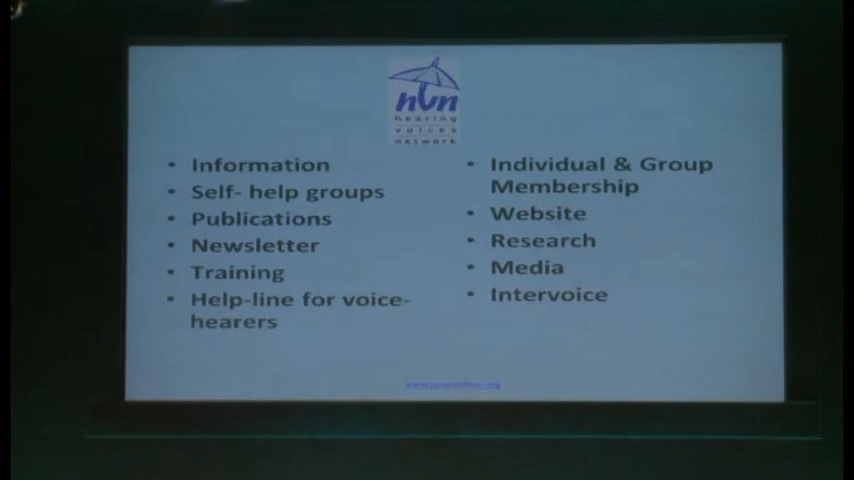 hvn
hearing
voices
network
• Information
• Self- help groups
• Publications
• Newsletter
• Training
• Help-line for voice-
hearers
• Individual & Group
Membership
• Website
• Research
• Media
• Intervoice